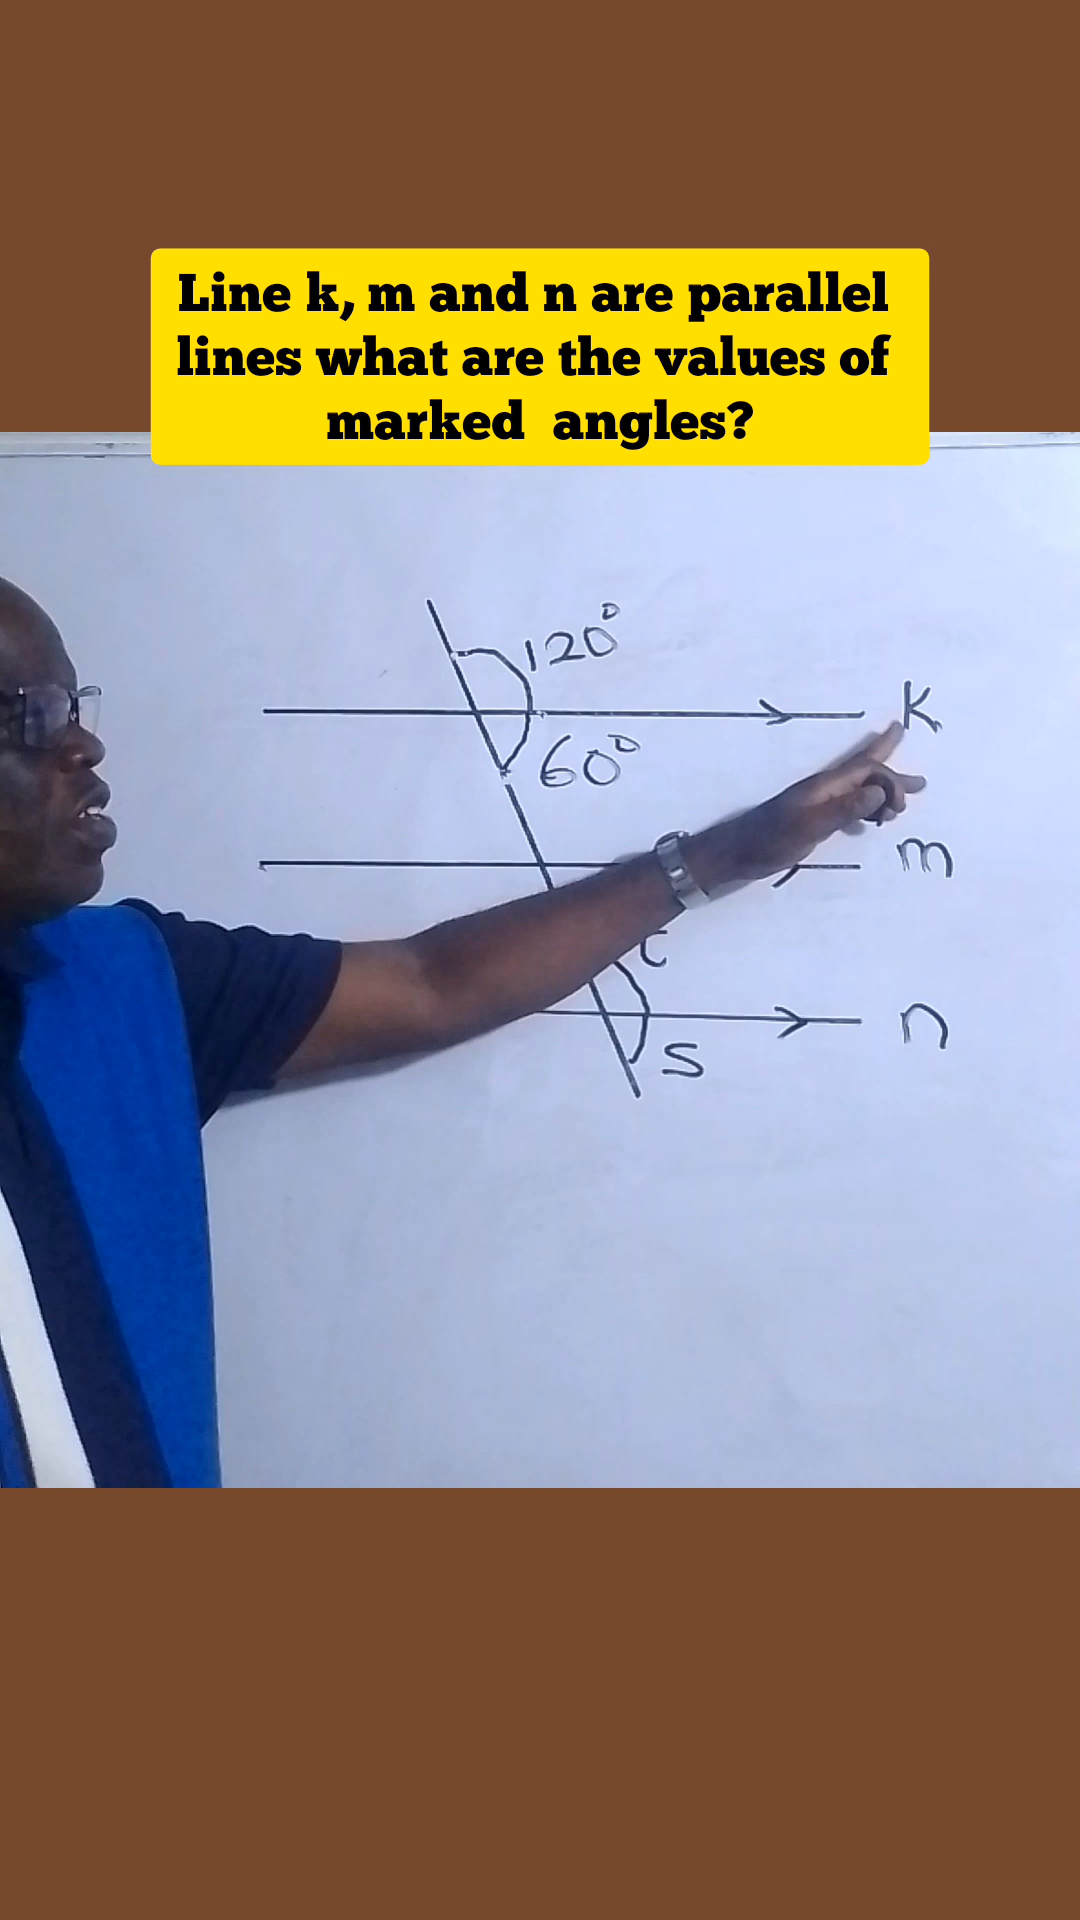 Line k, m and n are parallel
lines what are the values of
marked angles?
120°
K
60°
m
n
S